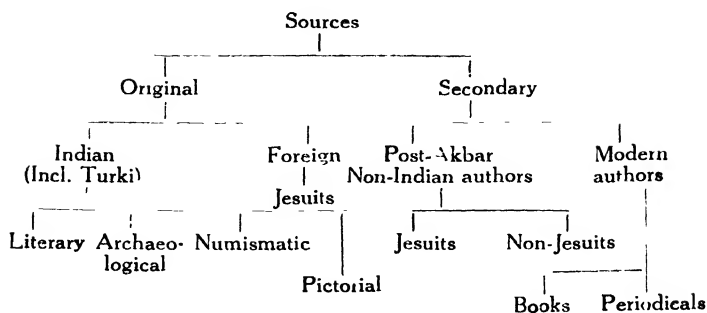 Sources
Original Secondary
Indian Foreign Post-Akbar Modern
(Incl. Turki) Non-Indian authors authors
Jesuits
Literary Archaeo- Numismatic Jesuits Non-Jesuits
logical
Pictorial
Books Periodicals